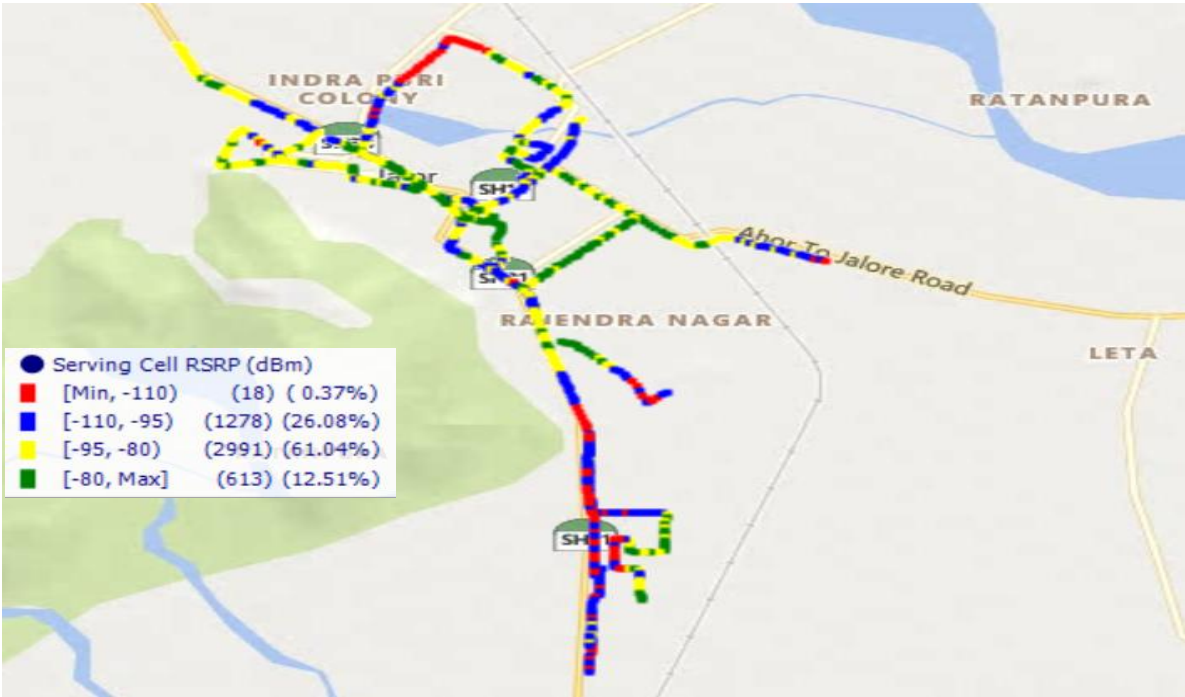 INDRA PURI
COLONY
RATANPURA
SH
Ahor To Jalore Road
RAJENDRA NAGAR
LETA
Serving Cell RSRP (dBm)
[Min, -110) (18) ( 0.37%)
[-110, -95) (1278) (26.08%)
[-95, -80) (2991) (61.04%)
[-80, Max] (613) (12.51%)